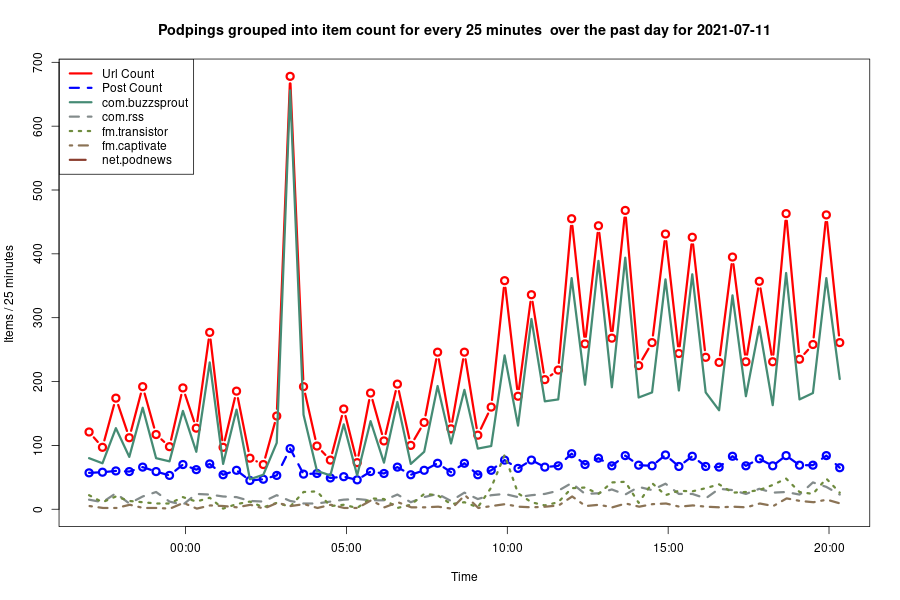 Podpings grouped into item count for every 25 minutes  over the past day for 2021-07-11
Items / 25 minutes
700
600
500
400
300
200
100
0
Url Count
Post Count
com.buzzsprout
com.rss
fm.transistor
fm.captivate
net.podnews
00:00 05:00 10:00 15:00 20:00
Time